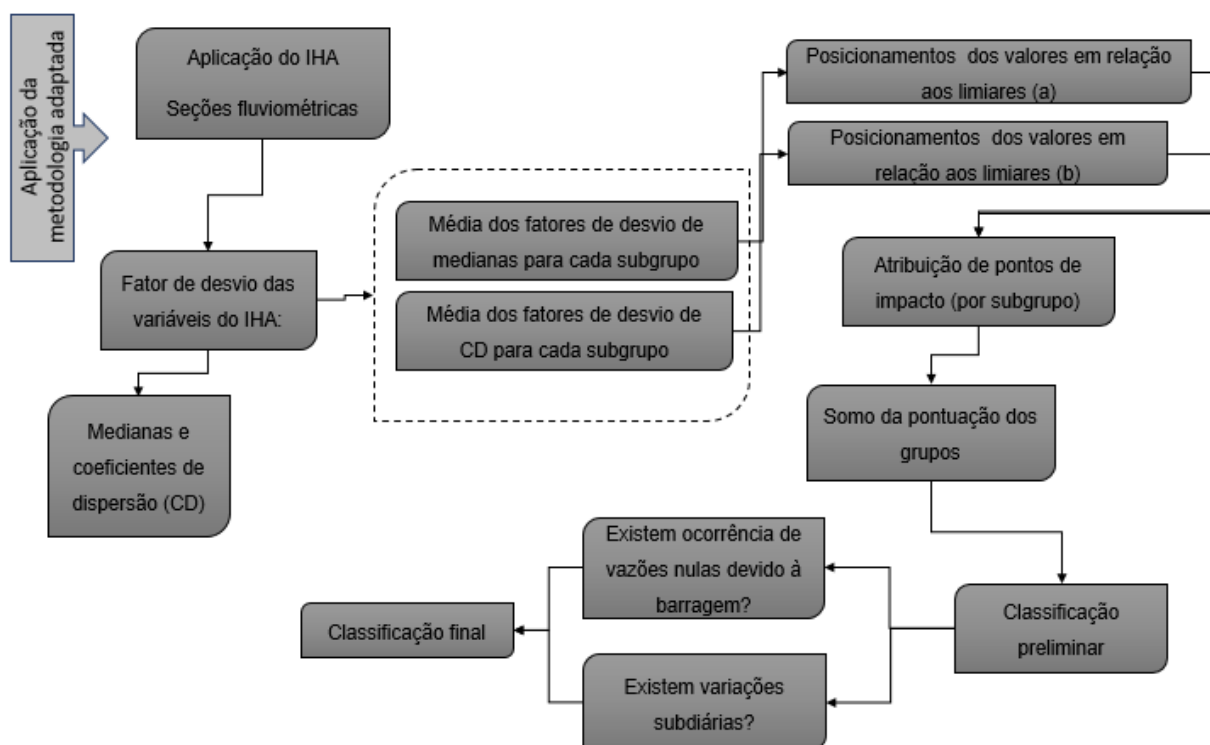 Aplicação da
metodologia adaptada
Aplicação do IHA
Seções fluviométricas
Fator de desvio das
variáveis do IHA:
Medianas e
coeficientes de
dispersão (CD)
Média dos fatores de desvio de
medianas para cada subgrupo
Média dos fatores de desvio de
CD para cada subgrupo
Posicionamentos dos valores em relação
aos limiares (a)
Posicionamentos dos valores em
relação aos limiares (b)
Atribuição de pontos de
impacto (por subgrupo)
Somo da pontuação dos
grupos
Classificação
preliminar
Existem ocorrência de
vazões nulas devido à
barragem?
Existem variações
subdiárias?
Classificação final